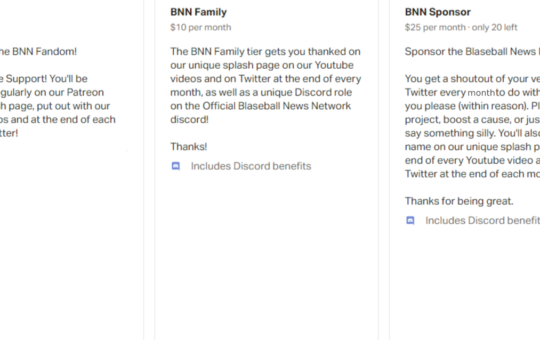 he BNN Fandom!
e Support! You'll be
gularly on our Patreon
h page, put out with our
os and at the end of each
tter!
BNN Family
$10 per month
The BNN Family tier gets you thanked on
our unique splash page on our Youtube
videos and on Twitter at the end of every
month, as well as a unique Discord role
on the Official Blaseball News Network
discord!
Thanks!
Includes Discord benefits
BNN Sponsor
$25 per month · only 20 left
Sponsor the Blaseball News
You get a shoutout of your ve
Twitter every month to do with
you please (within reason). Pl
project, boost a cause, or jus
say something silly. You'll also
name on our unique splash p
end of every Youtube video a
Twitter at the end of each mo
Thanks for being great.
Includes Discord benefit